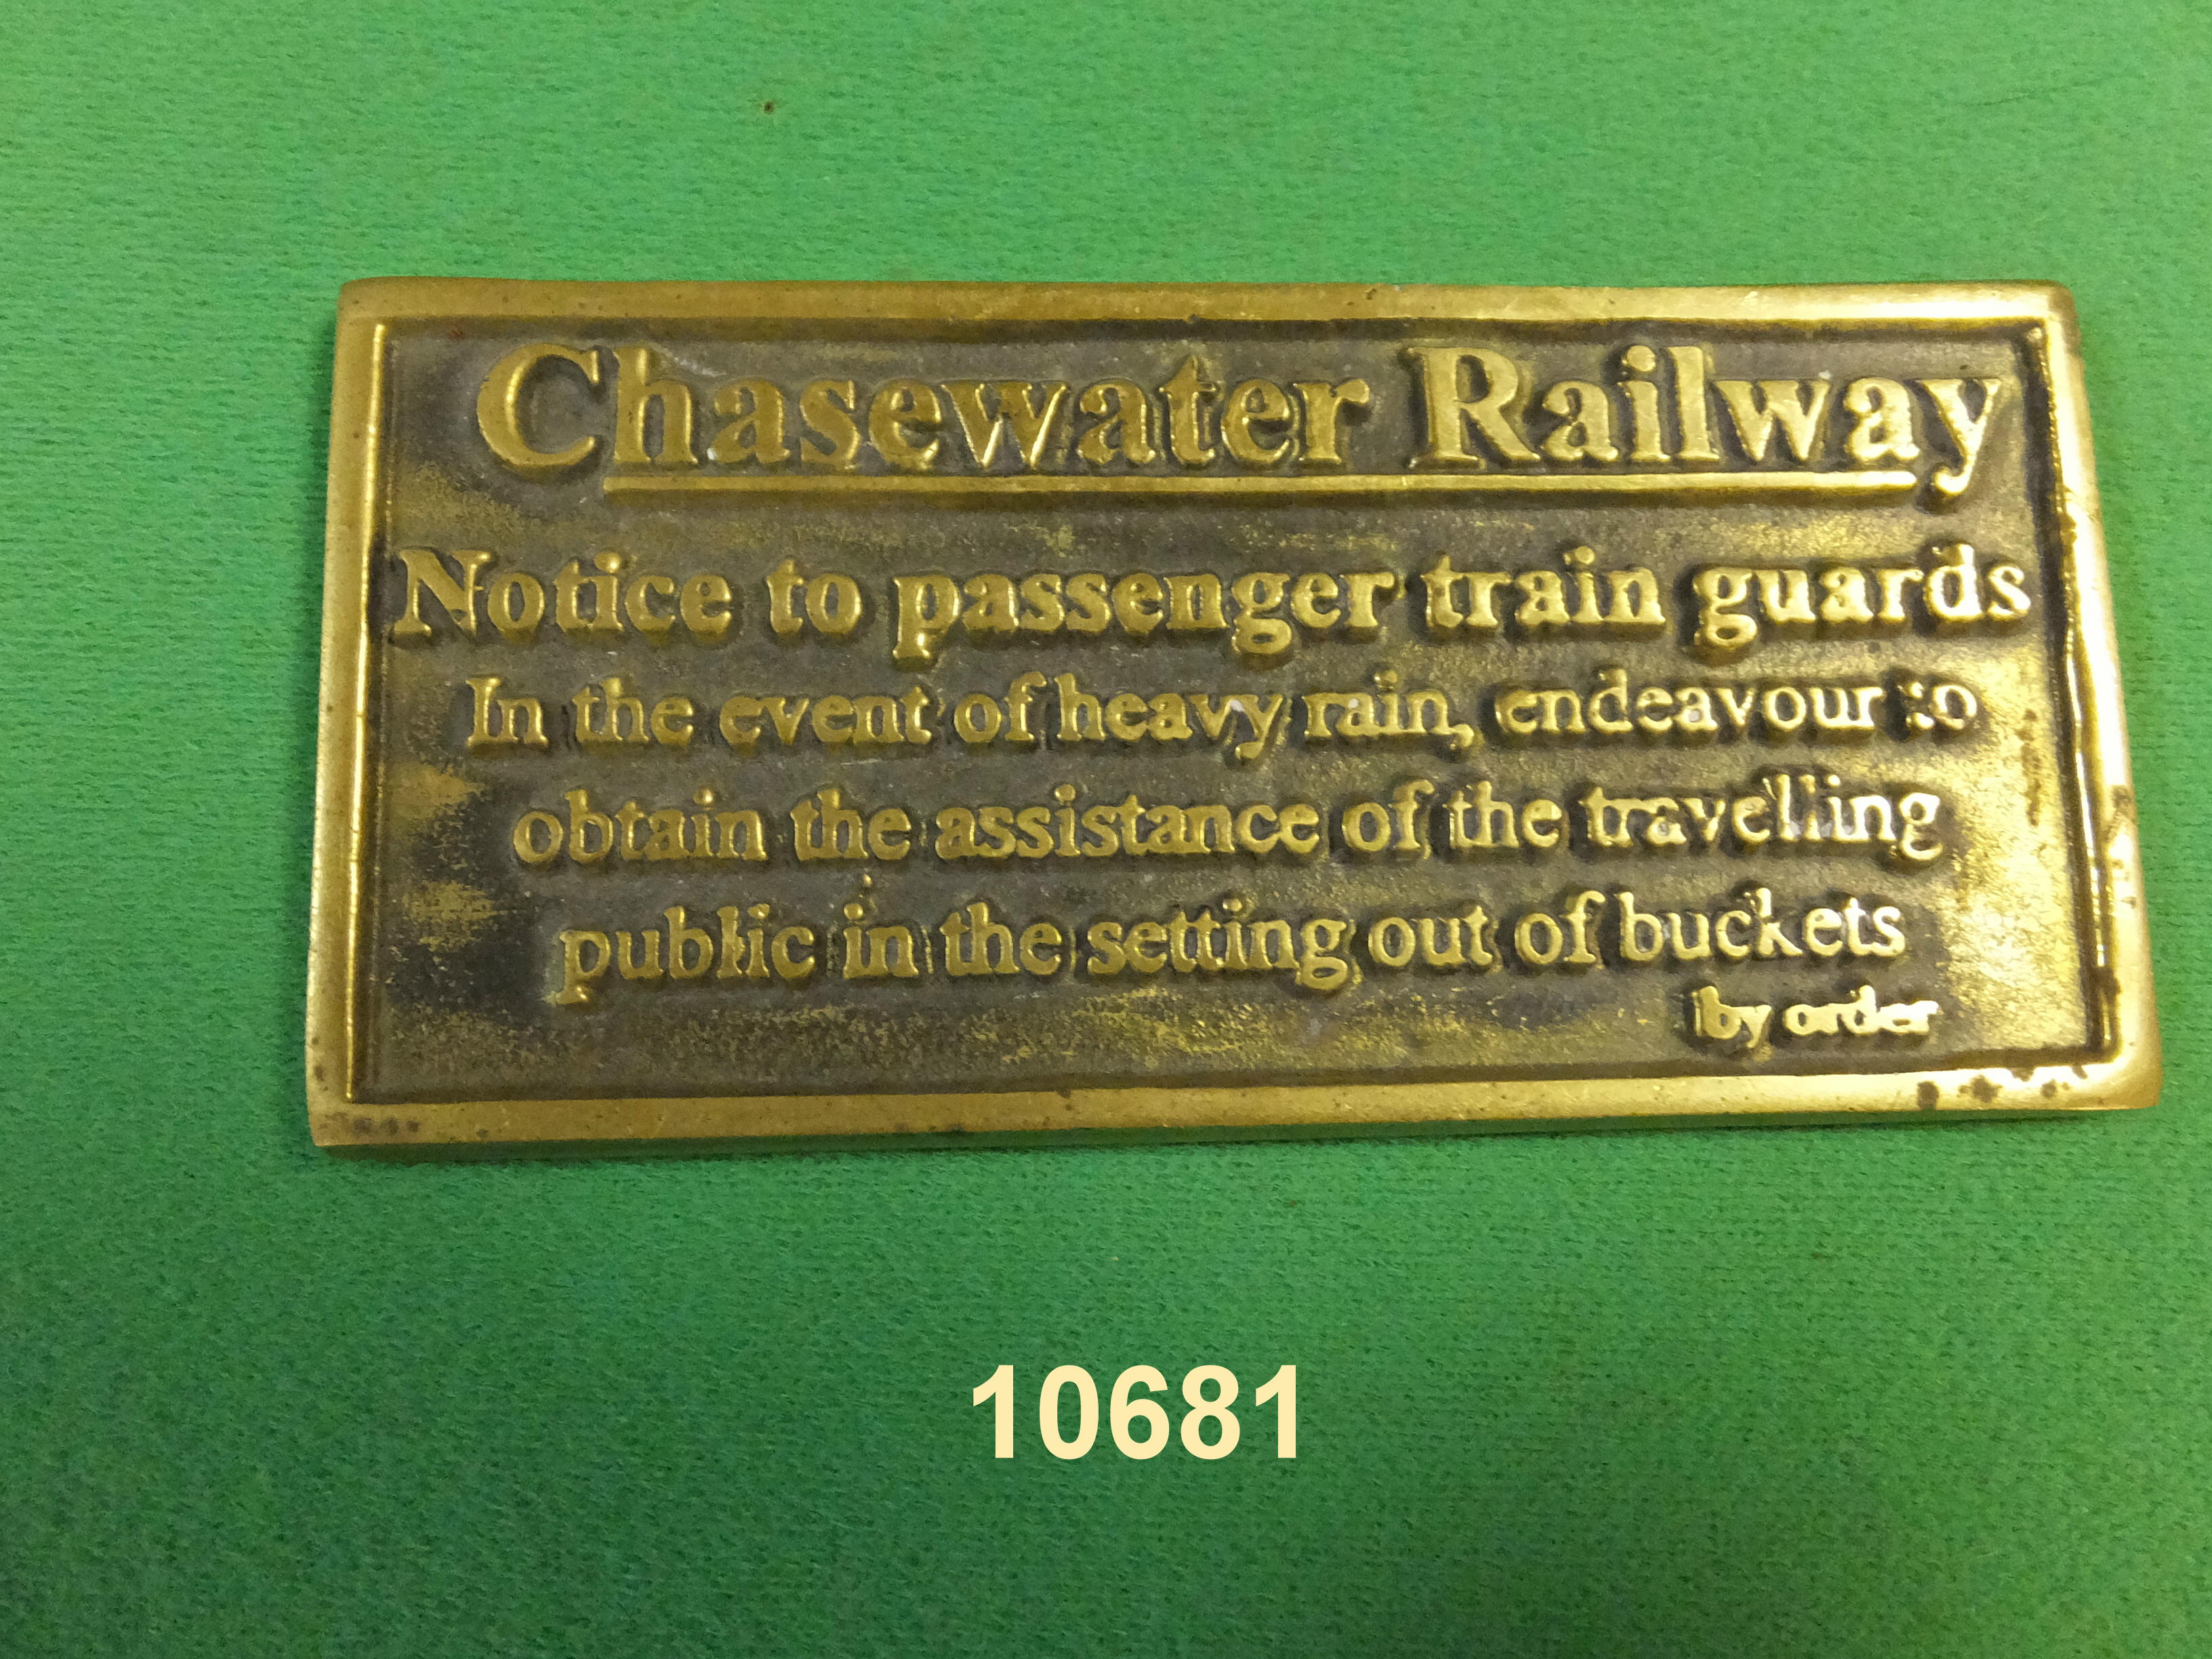 Chasewater Railway
Notice to passenger train guards
In the event of heavy rain, endeavour to
obtain the assistance of the travelling
public in the setting out of buckets
by order
10681